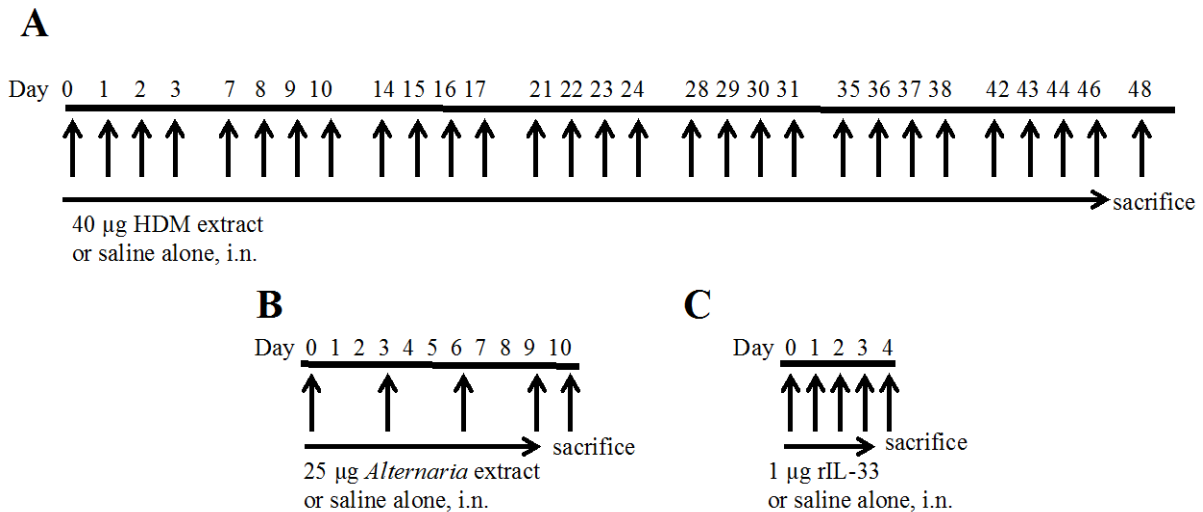 A
Day 0 1 2 3 7 8 9 10 14 15 16 17 21 22 23 24 28 29 30 31 35 36 37 38 42 43 44 46 48
sacrifice
40 µg HDM extract
or saline alone, i.n.
B
Day 0 1 2 3 4 5 6 7 8 9 10
sacrifice
25 µg Alternaria extract
or saline alone, i.n.
C
Day 0 1 2 3 4
sacrifice
1 µg rIL-33
or saline alone, i.n.